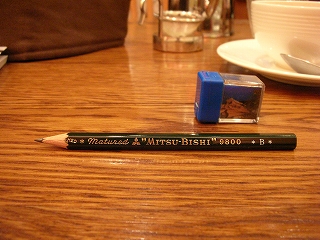 Matured "MITSU-BISHI" 9800 ✦ B ✦